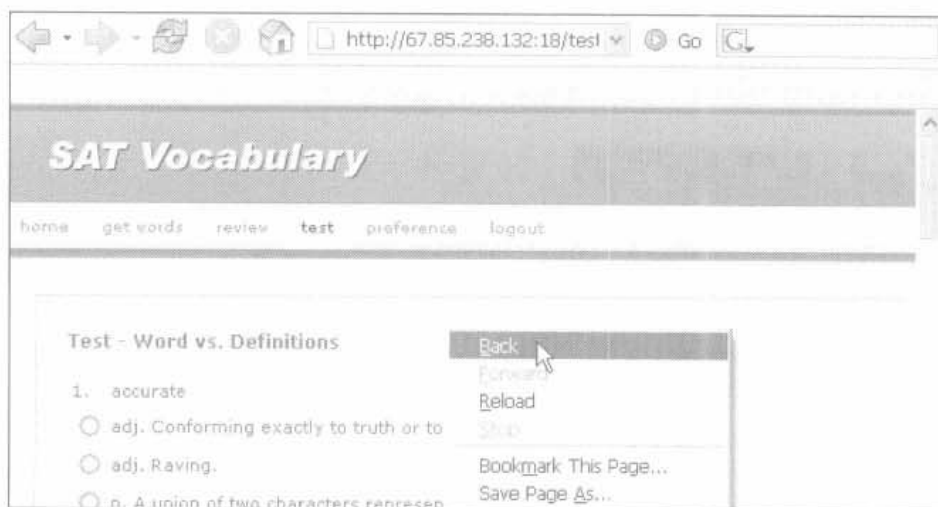 http://67.85.238.132:18/test Go G
SAT Vocabulary
home get words review test preference logout
Test - Word vs. Definitions
1. accurate
adj. Conforming exactly to truth or to
adj. Raving.
n. A union of two characters represen
Back
Forward
Reload
Stop
Bookmark This Page...
Save Page As...